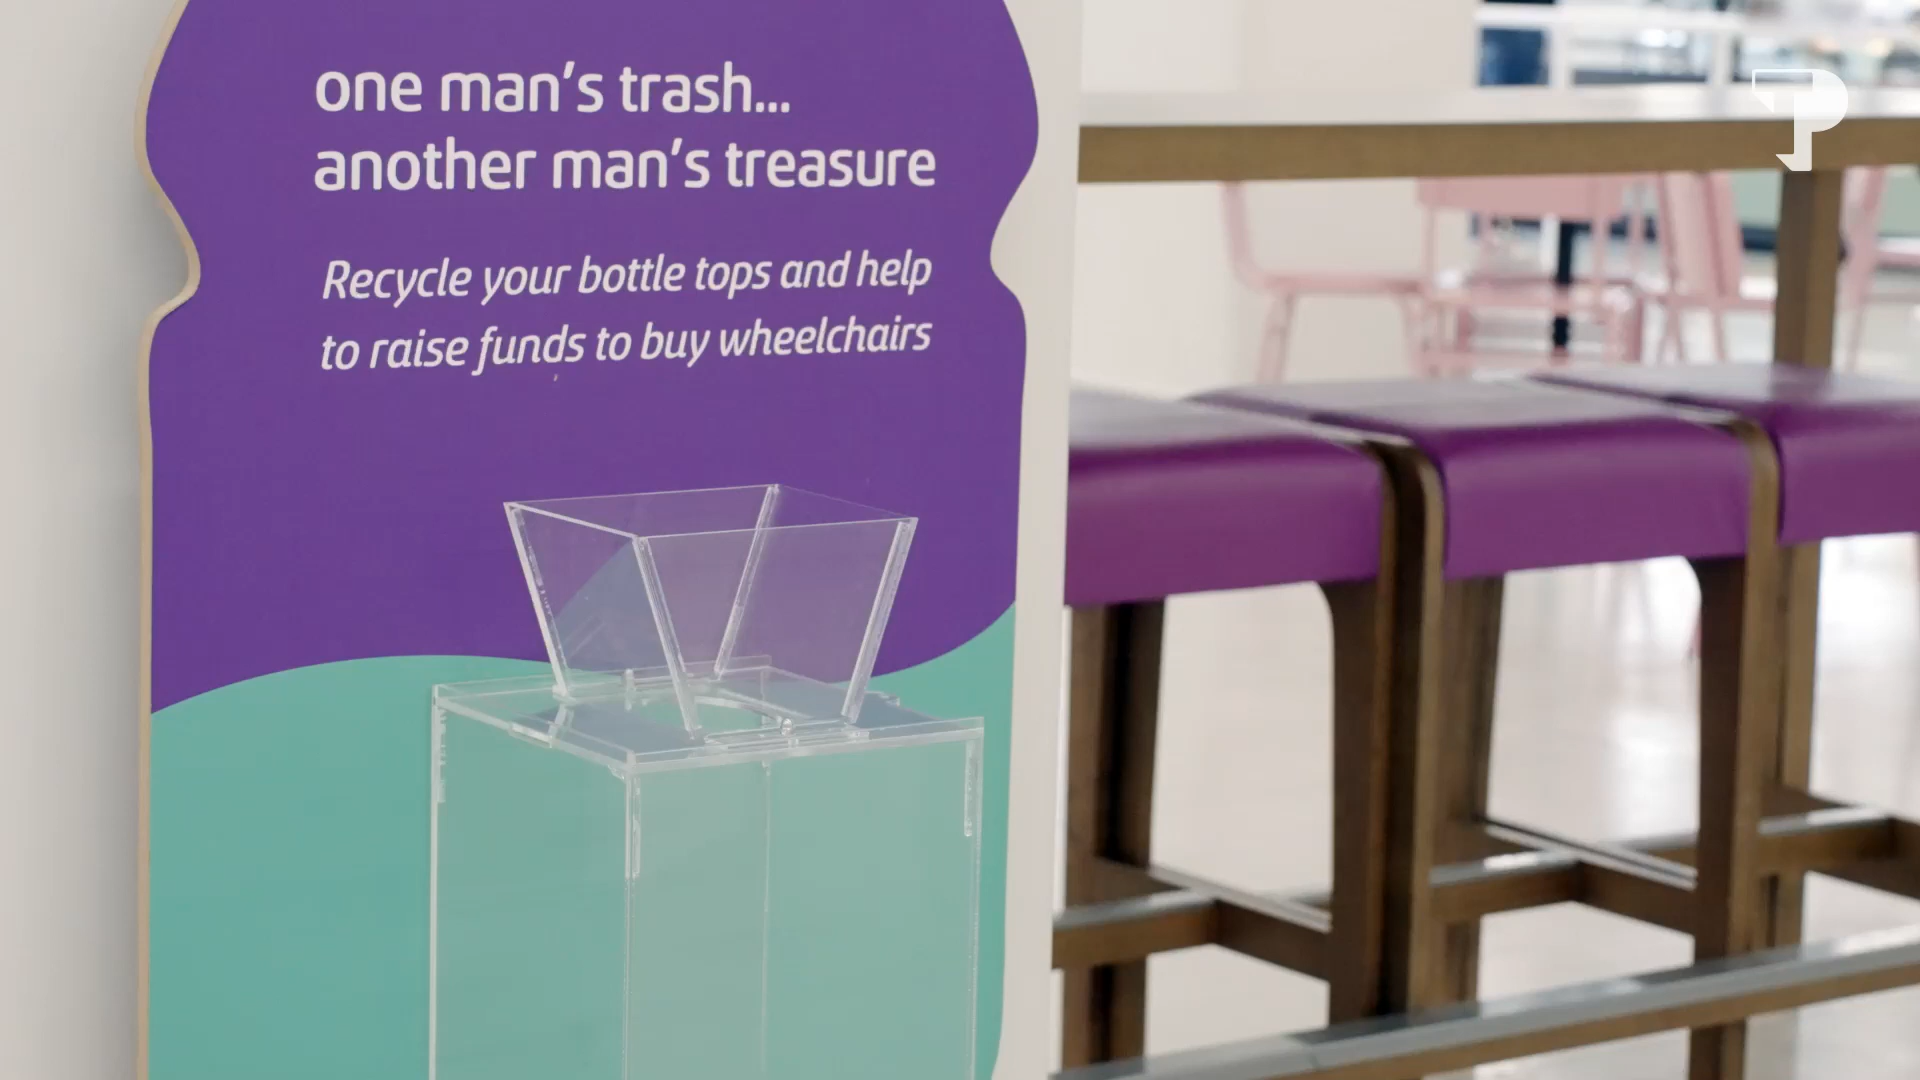 one man's trash...
another man's treasure
Recycle your bottle tops and help
to raise funds to buy wheelchairs